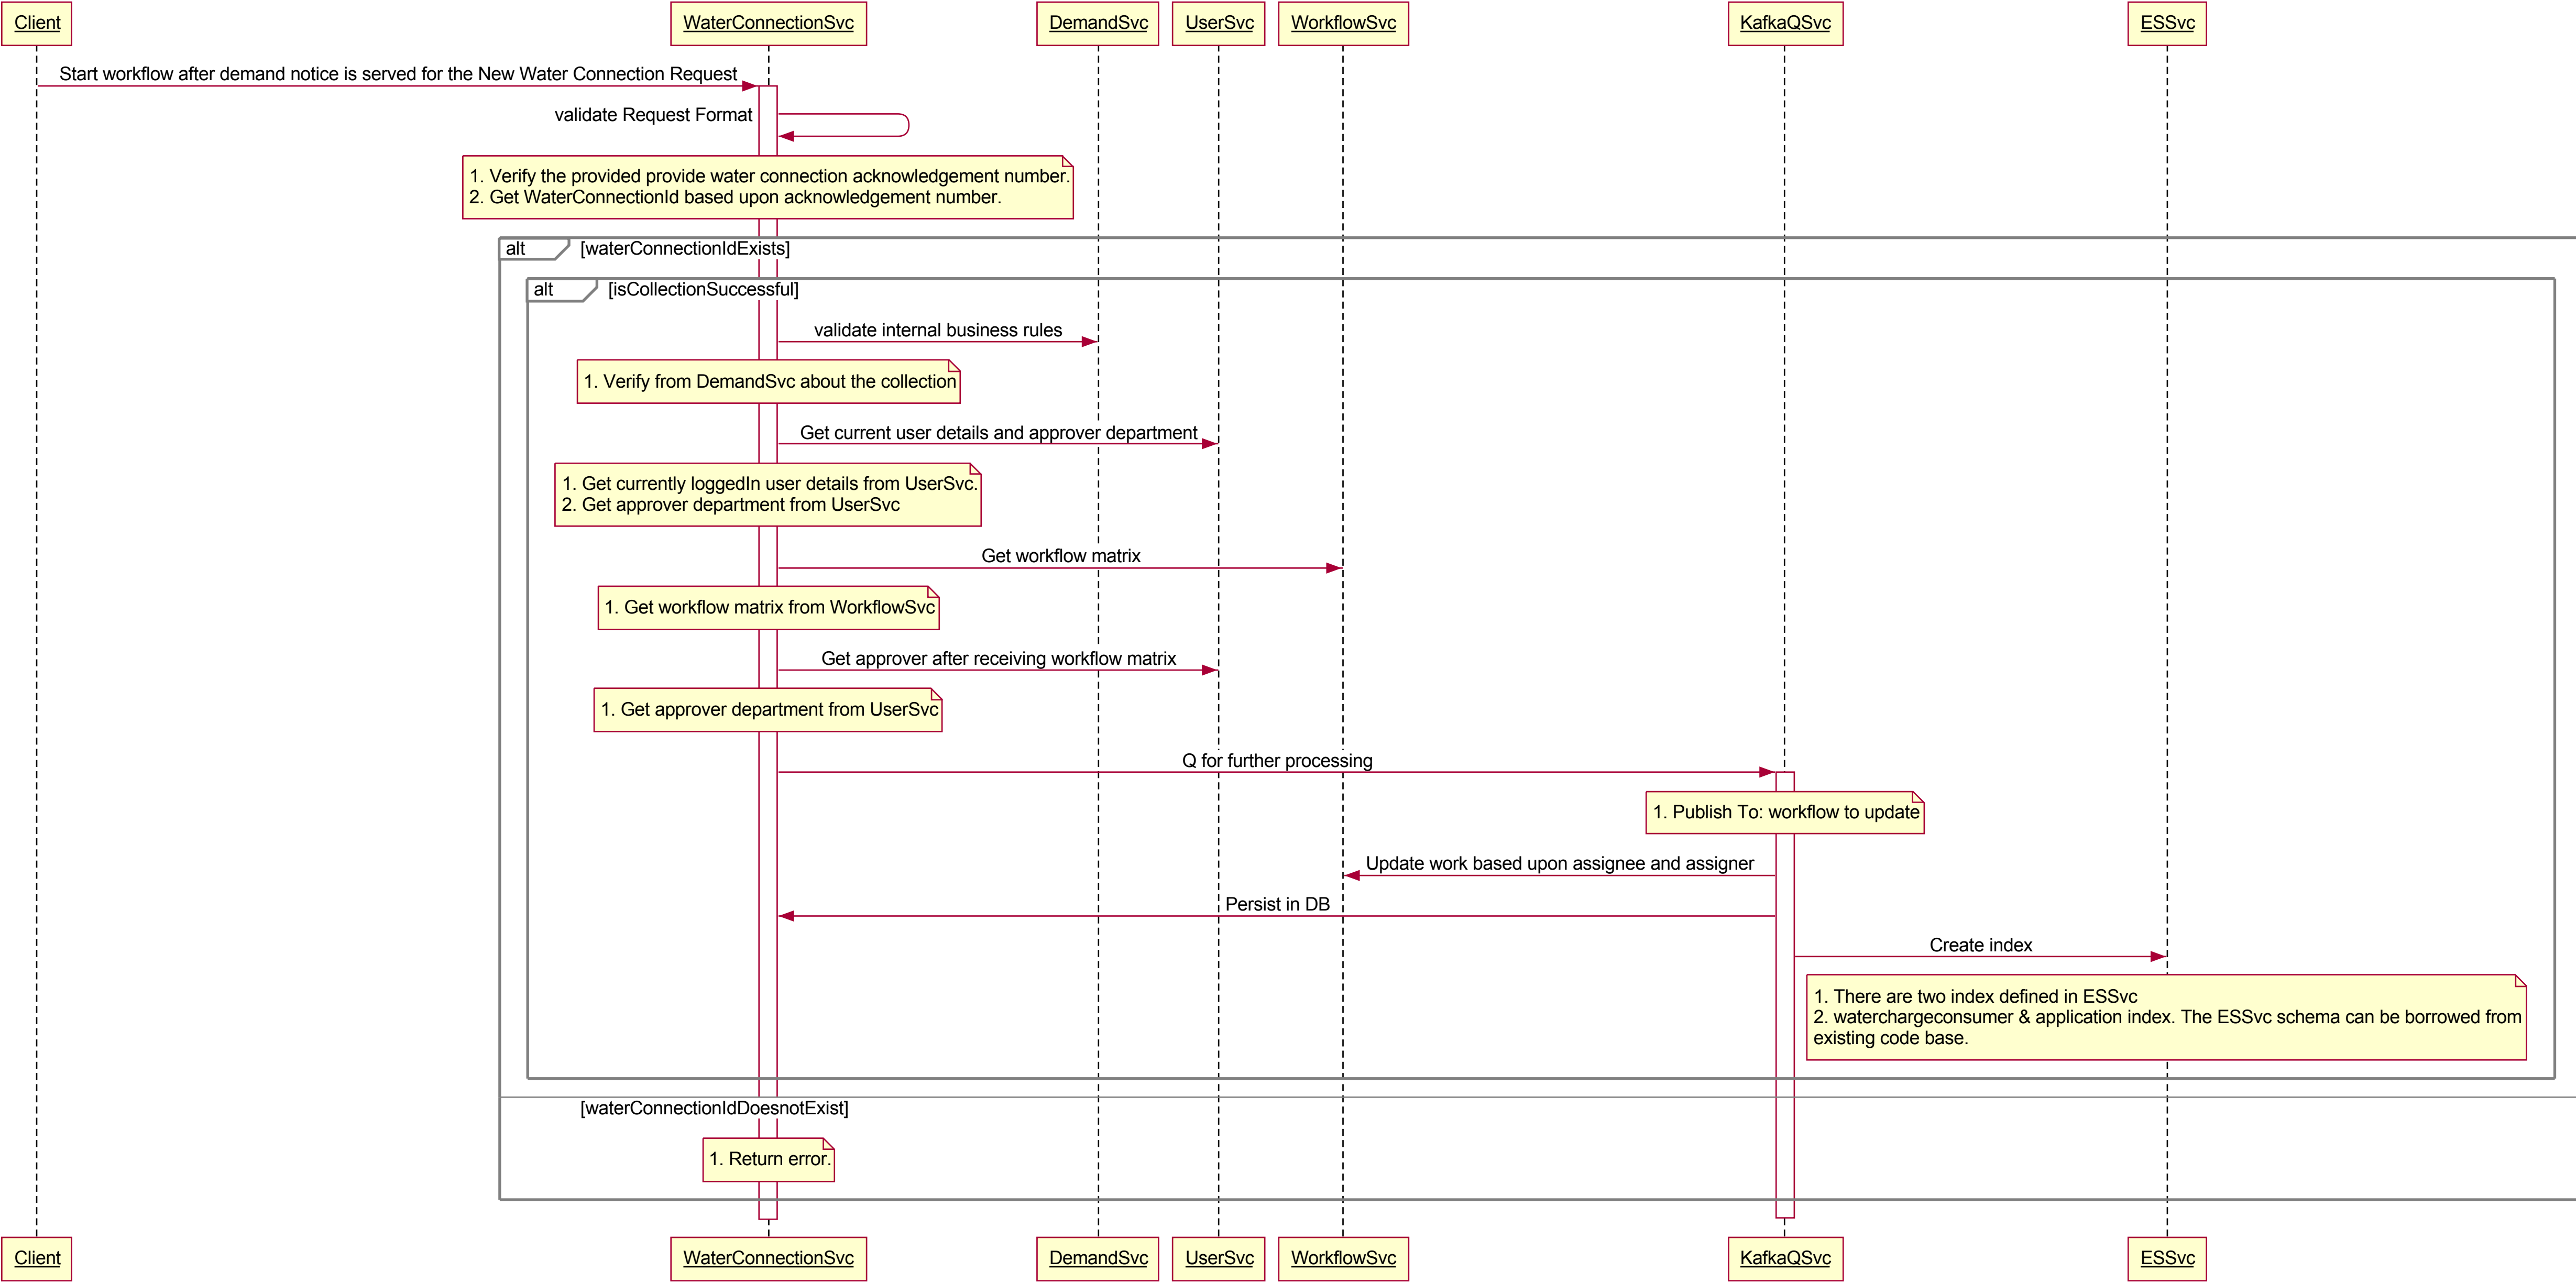 Client
WaterConnectionSvc
DemandSvc
UserSvc
WorkflowSvc
KafkaQSvc
ESSvc
Start workflow after demand notice is served for the New Water Connection Request
validate Request Format
1. Verify the provided provide water connection acknowledgement number.
2. Get WaterConnectionId based upon acknowledgement number.
alt
[waterConnectionIdExists]
alt
[isCollectionSuccessful]
validate internal business rules
1. Verify from DemandSvc about the collection
Get current user details and approver department
1. Get currently loggedIn user details from UserSvc.
2. Get approver department from UserSvc
Get workflow matrix
1. Get workflow matrix from WorkflowSvc
Get approver after receiving workflow matrix
1. Get approver department from UserSvc
Q for further processing
1. Publish To: workflow to update
Update work based upon assignee and assigner
Persist in DB
Create index
1. There are two index defined in ESSvc
2. waterchargeconsumer & application index. The ESSvc schema can be borrowed from
existing code base.
[waterConnectionIdDoesnotExist]
1. Return error.
Client
WaterConnectionSvc
DemandSvc
UserSvc
WorkflowSvc
KafkaQSvc
ESSvc